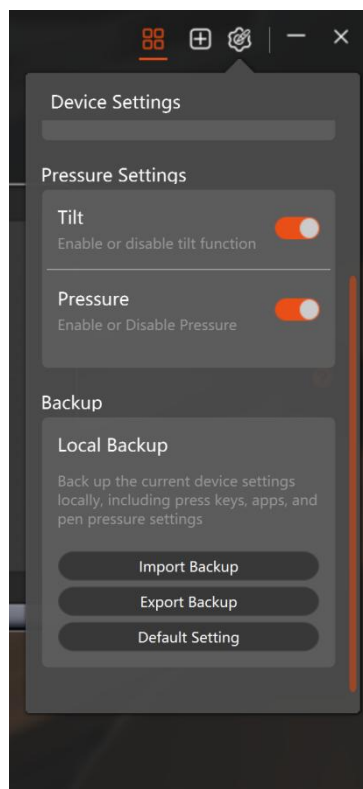 Device Settings
Pressure Settings
Tilt
Enable or disable tilt function
Pressure
Enable or Disable Pressure
Backup
Local Backup
Back up the current device settings
locally, including press keys, apps, and
pen pressure settings
Import Backup
Export Backup
Default Setting